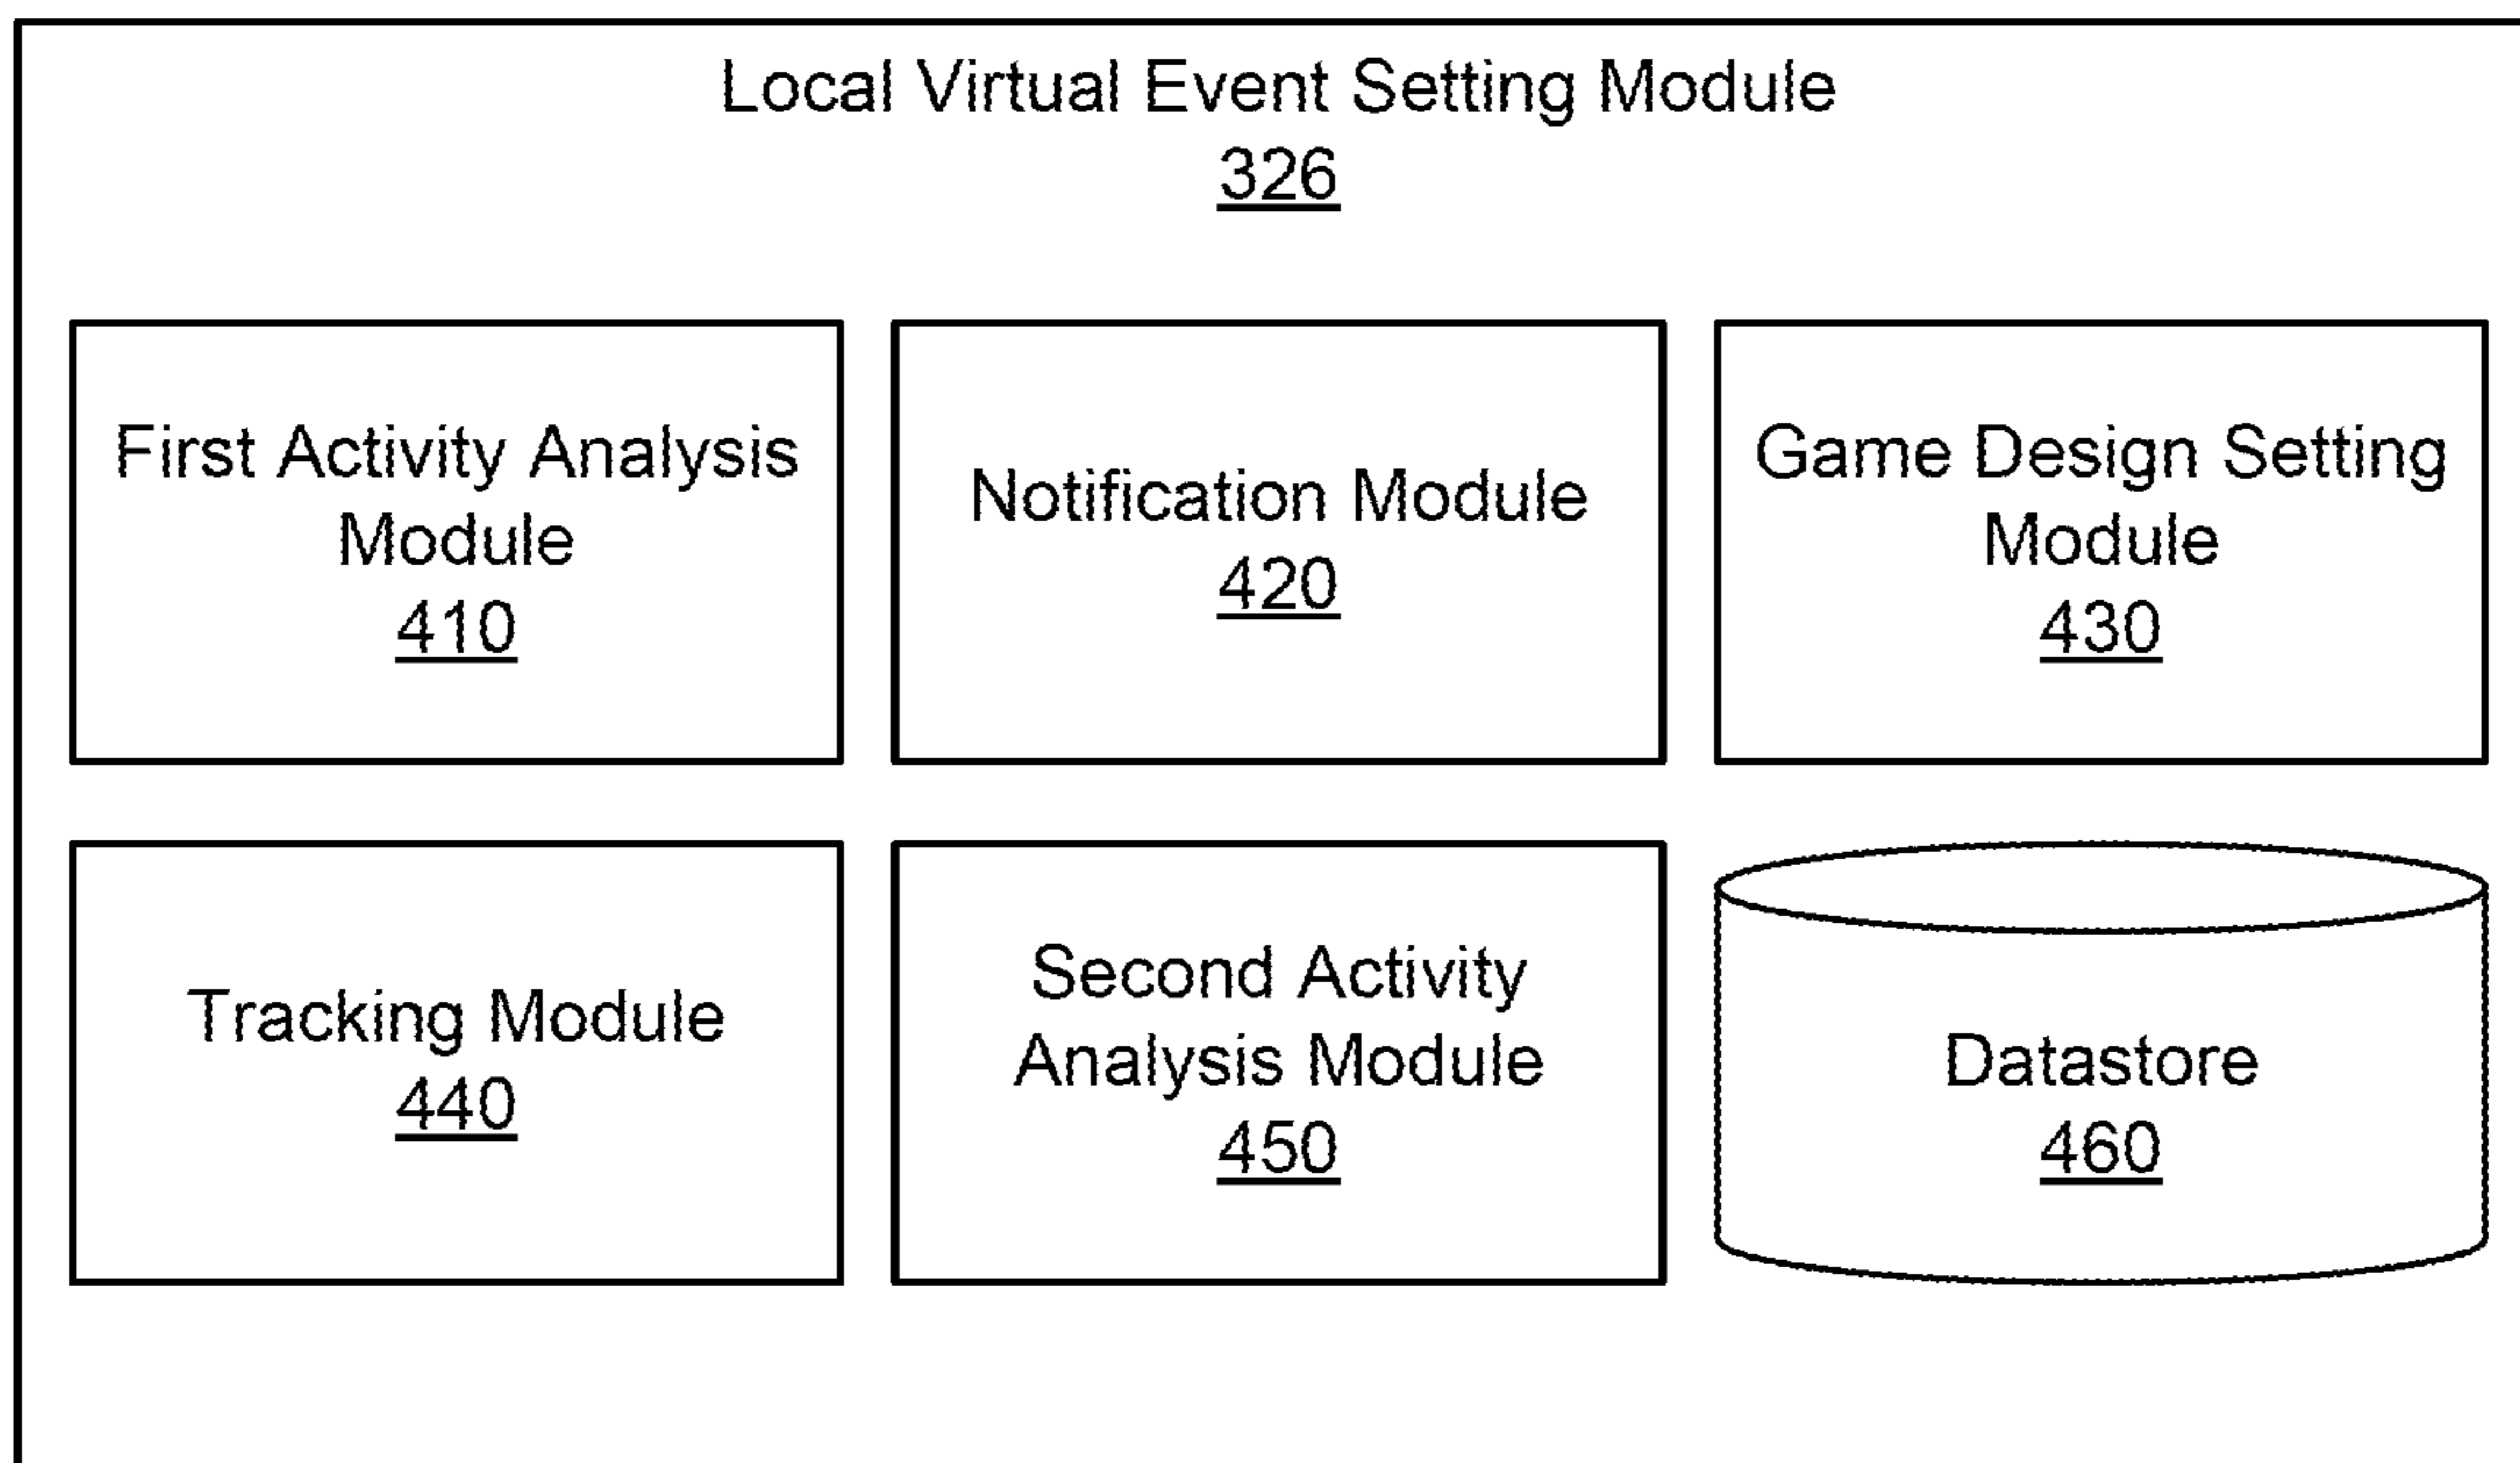 Local Virtual Event Setting Module
326
First Activity Analysis
Module
410
Notification Module
420
Game Design Setting
Module
430
Tracking Module
440
Second Activity
Analysis Module
450
Datastore
460